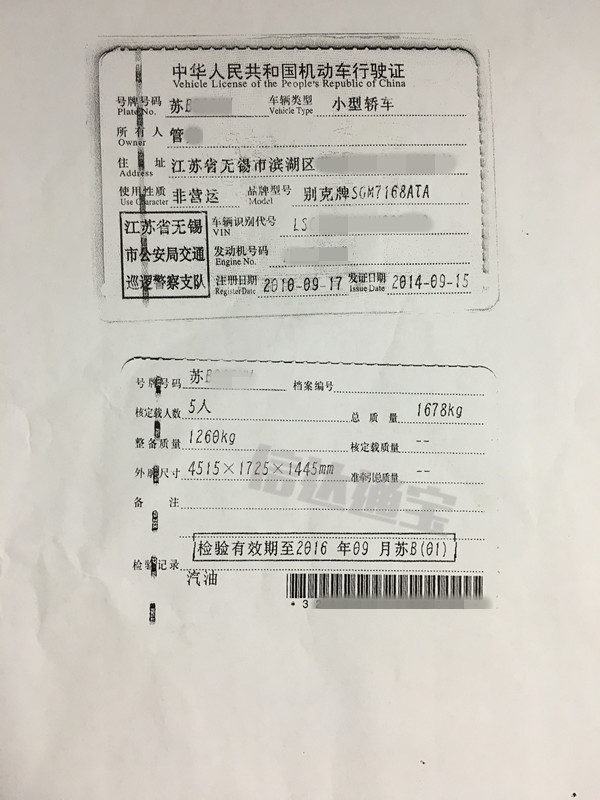 中华人民共和国机动车行驶证
Vehicle License of the People's Republic of China
号牌号码 苏B 车辆类型 小型轿车
Plate No. Vehicle Type
所有人 管
Owner
住址 江苏省无锡市滨湖区
Address
使用性质 非营运 品牌型号 别克牌SGM7168ATA
Use Character Model
江苏省无锡 车辆识别代号 LS
VIN
市公安局交通 发动机号码
Engine No.
巡逻警察支队 注册日期 2010-09-17 发证日期 2014-09-15
Register Date Issue Date
号牌号码 苏B 档案编号
核定载人数 5人 总质量 1678kg
整备质量 1260kg 核定载质量 --
外廓尺寸 4515×1725×1445mm 准牵引总质量 --
信达通宝
备注
检验有效期至2016 年09 月苏B(01)
检验记录
汽油
*32